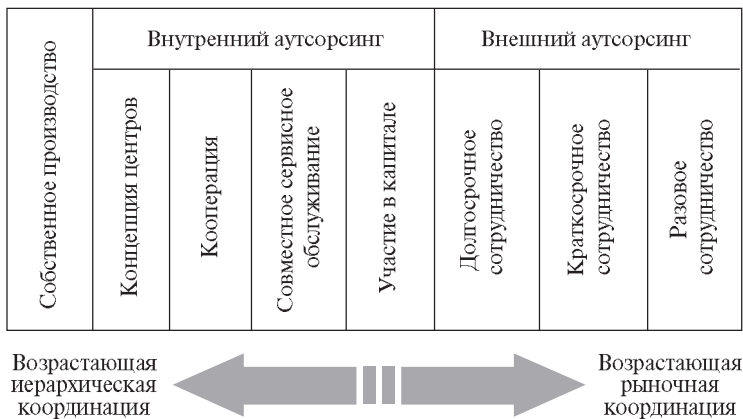 Собственное производство
Внутренний аутсорсинг
Внешний аутсорсинг
Концепция центров
Кооперация
Совместное сервисное
обслуживание
Участие в капитале
Долгосрочное
сотрудничество
Краткосрочное
сотрудничество
Разовое
сотрудничество
Возрастающая
иерархическая
координация
Возрастающая
рыночная
координация